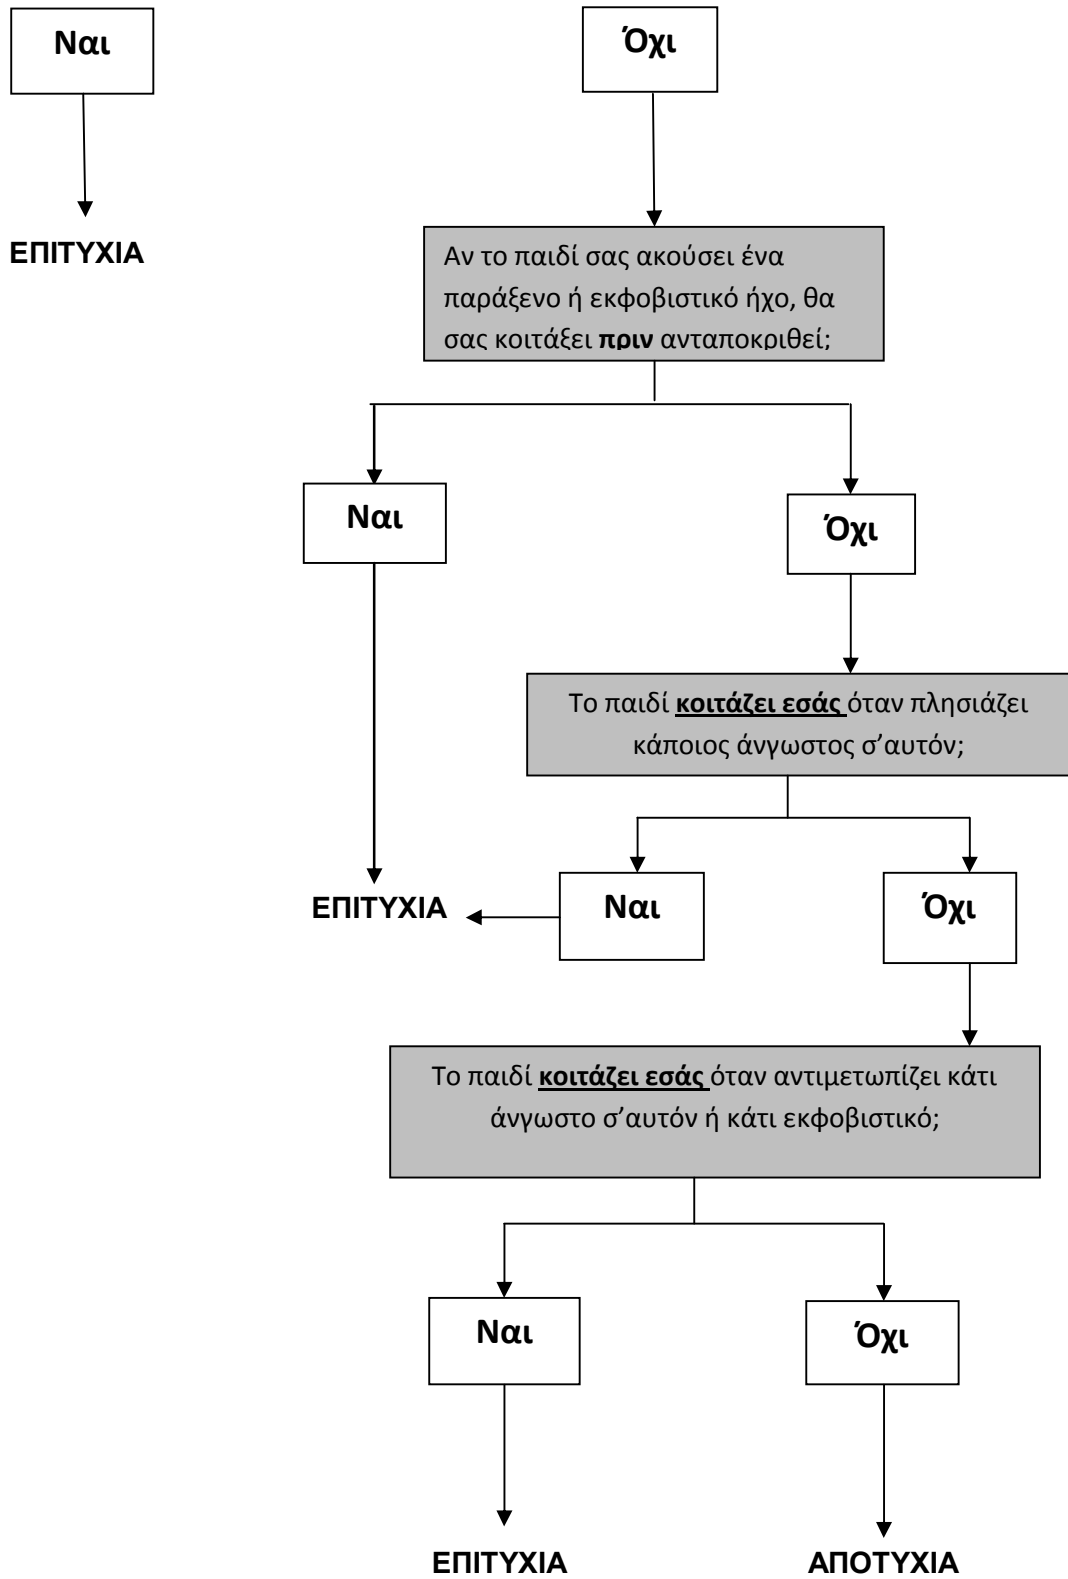 Ναι
Όχι
ΕΠΙΤΥΧΙΑ
Αν το παιδί σας ακούσει ένα
παράξενο ή εκφοβιστικό ήχο, θα
σας κοιτάξει πριν ανταποκριθεί;
Ναι
Όχι
Το παιδί κοιτάζει εσάς όταν πλησιάζει
κάποιος άνγωστος σ’αυτόν;
ΕΠΙΤΥΧΙΑ
Ναι
Όχι
Το παιδί κοιτάζει εσάς όταν αντιμετωπίζει κάτι
άνγωστο σ’αυτόν ή κάτι εκφοβιστικό;
Ναι
Όχι
ΕΠΙΤΥΧΙΑ
ΑΠΟΤΥΧΙΑ